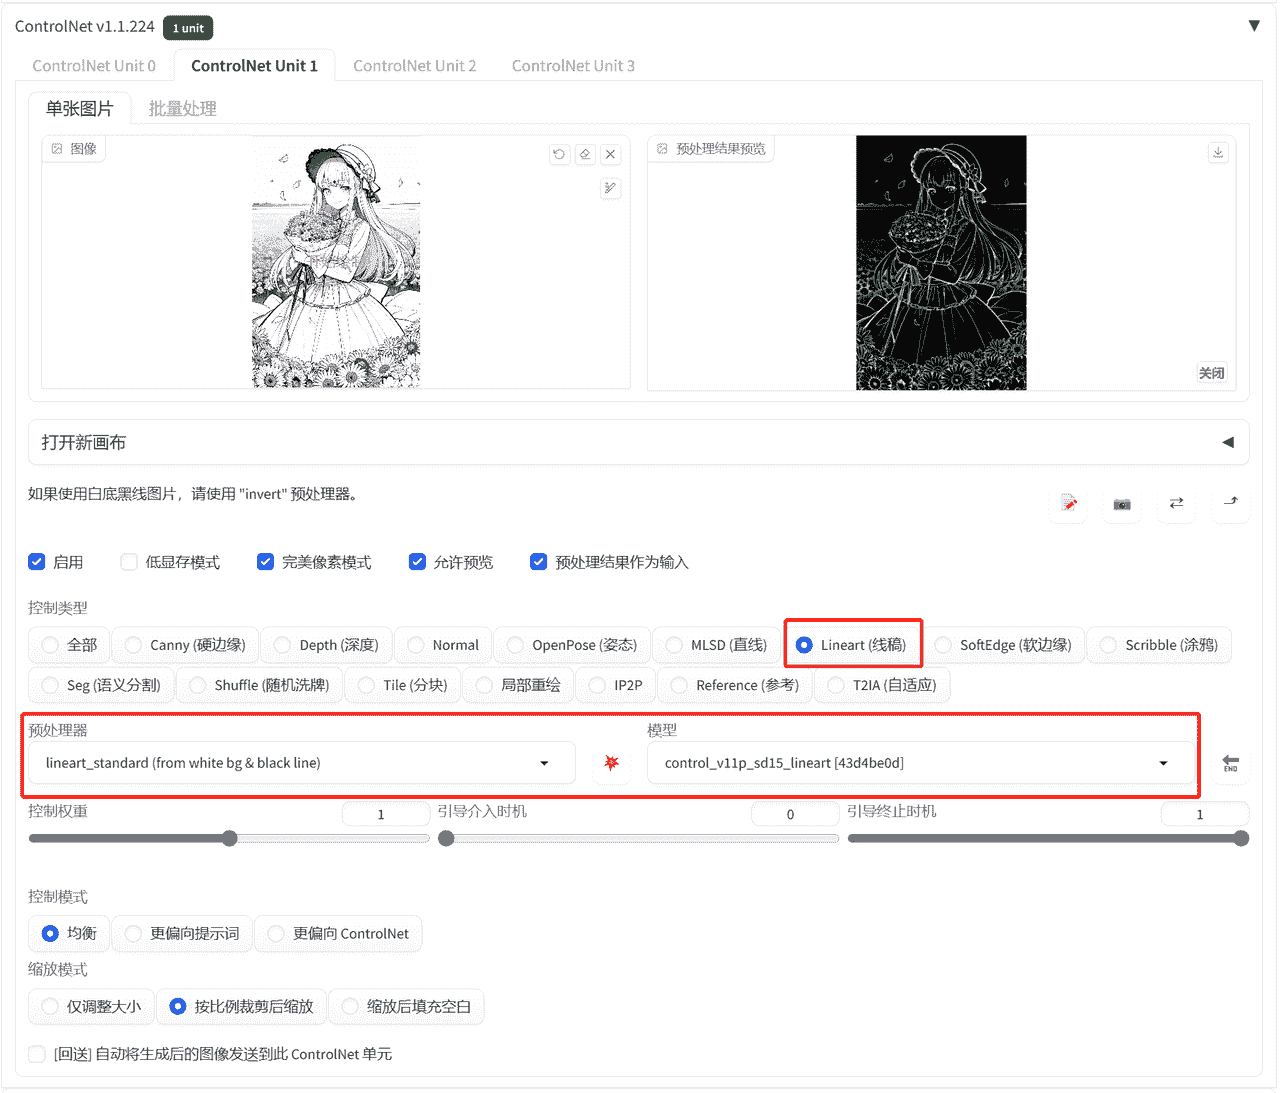 ControlNet v1.1.224 1 unit ▼
ControlNet Unit 0 ControlNet Unit 1 ControlNet Unit 2 ControlNet Unit 3
单张图片 批量处理
图像 预处理结果预览
关闭
打开新画布 ◀
如果使用白底黑线图片，请使用 "invert" 预处理器。
启用 低显存模式 完美像素模式 允许预览 预处理结果作为输入
控制类型
全部 Canny (硬边缘) Depth (深度) Normal OpenPose (姿态) MLSD (直线) Lineart (线稿) SoftEdge (软边缘) Scribble (涂鸦)
Seg (语义分割) Shuffle (随机洗牌) Tile (分块) 局部重绘 IP2P Reference (参考) T2IA (自适应)
预处理器 模型
lineart_standard (from white bg & black line) control_v11p_sd15_lineart [43d4be0d] END
控制权重 1 引导介入时机 0 引导终止时机 1
控制模式
均衡 更偏向提示词 更偏向 ControlNet
缩放模式
仅调整大小 按比例裁剪后缩放 缩放后填充空白
[回送] 自动将生成后的图像发送到此 ControlNet 单元